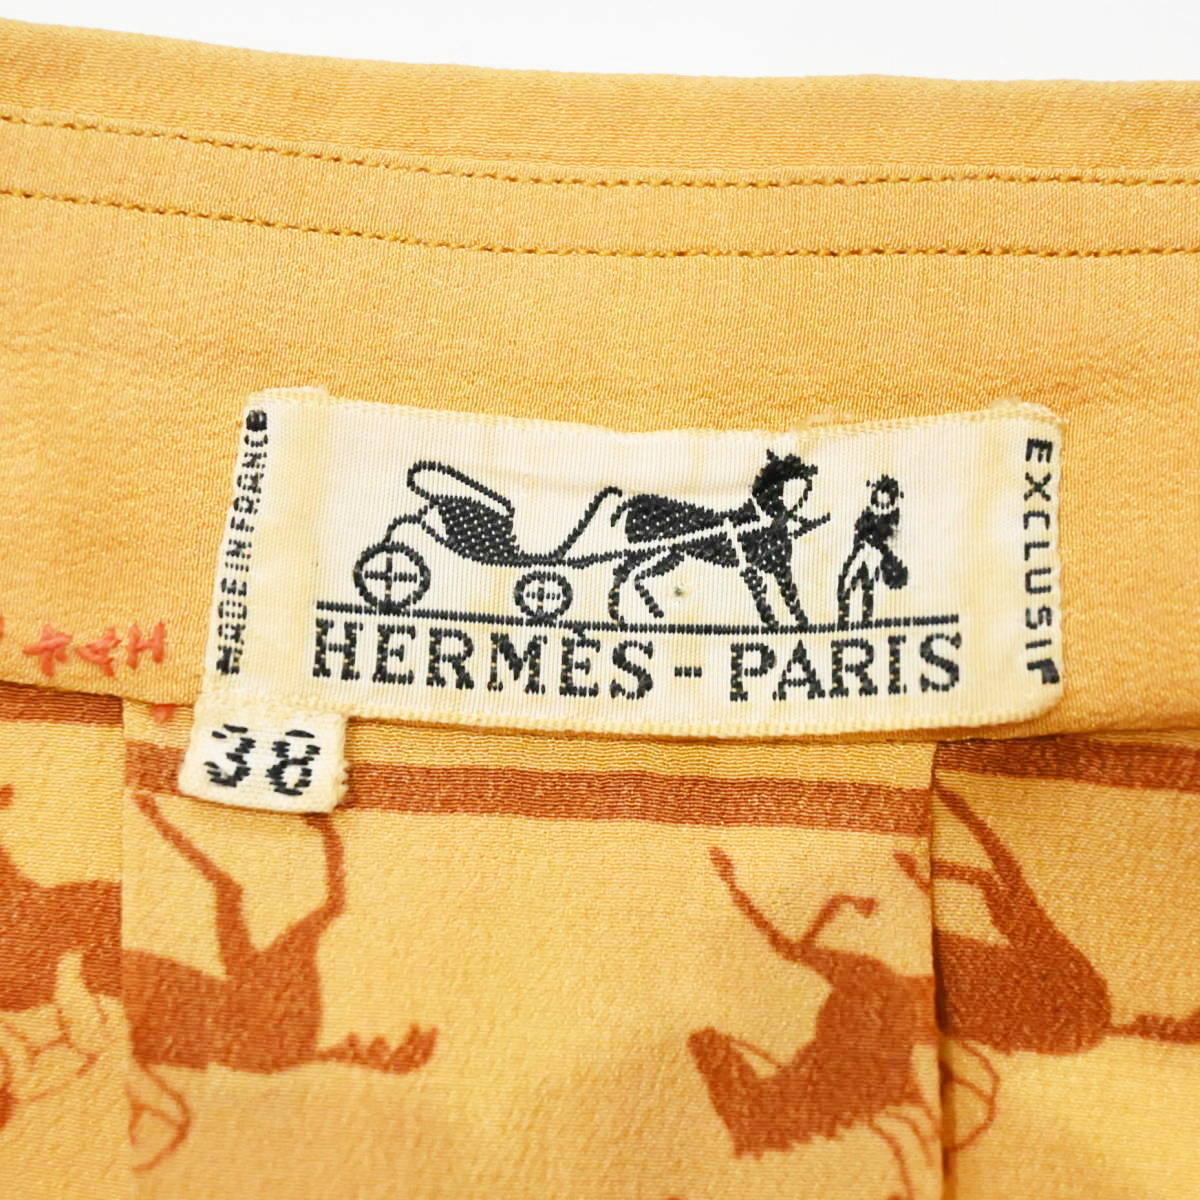 MADE IN FRANCE
HERMÈS-PARIS
EXCLUSIF
38